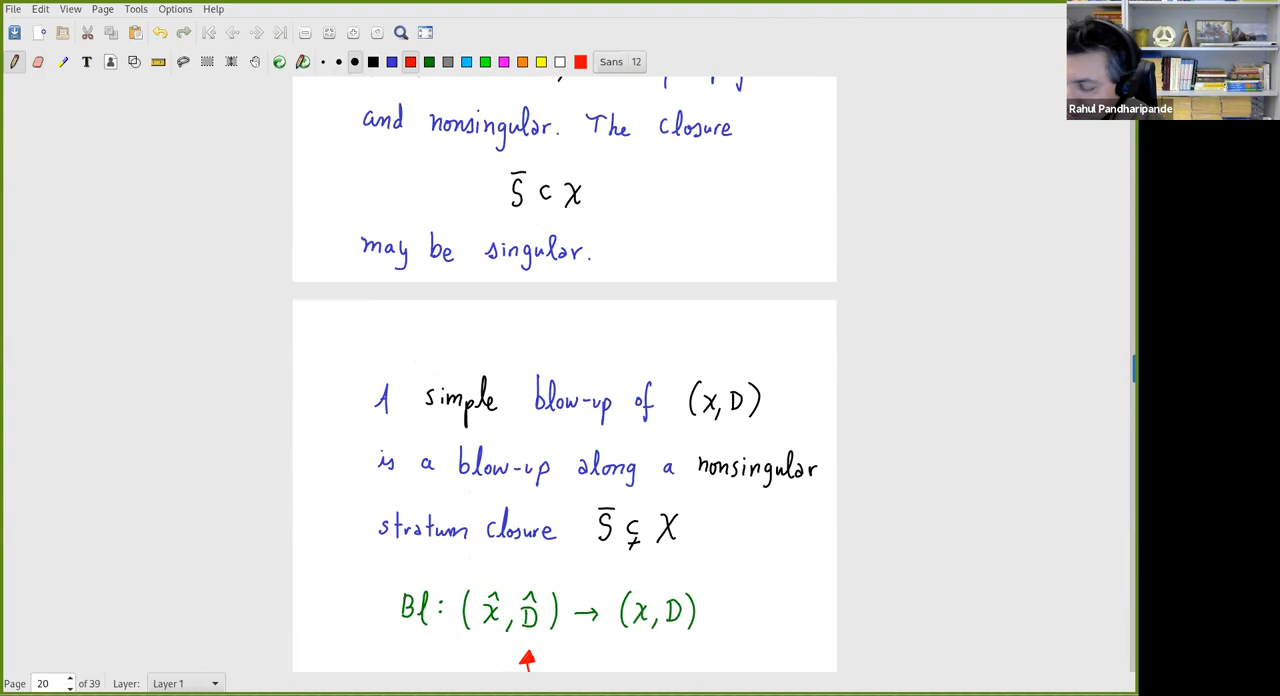 File Edit View Page Tools Options Help
Sans 12
Rahul Pandharipande
and nonsingular. The closure
S̄ ⊂ X
may be singular.
A simple blow-up of (X, D)
is a blow-up along a nonsingular
stratum closure S̄ ⊊ X
Bl: (X̂, D̂) → (X, D)
Page 20 of 39 Layer: Layer 1